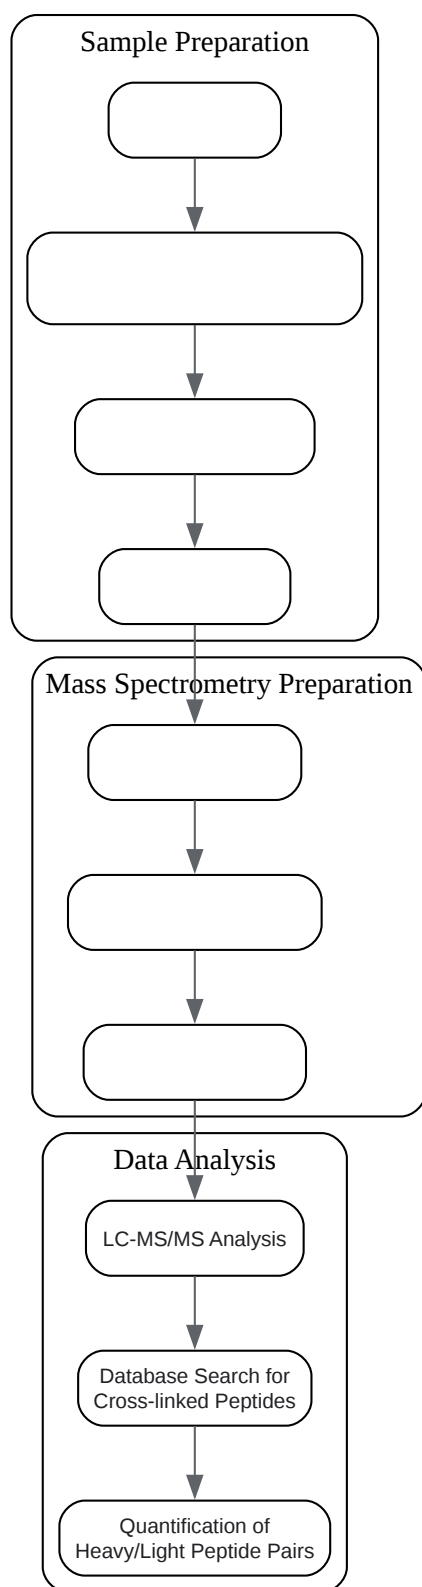 Sample Preparation
Mass Spectrometry Preparation
Data Analysis
LC-MS/MS Analysis
Database Search for
Cross-linked Peptides
Quantification of
Heavy/Light Peptide Pairs